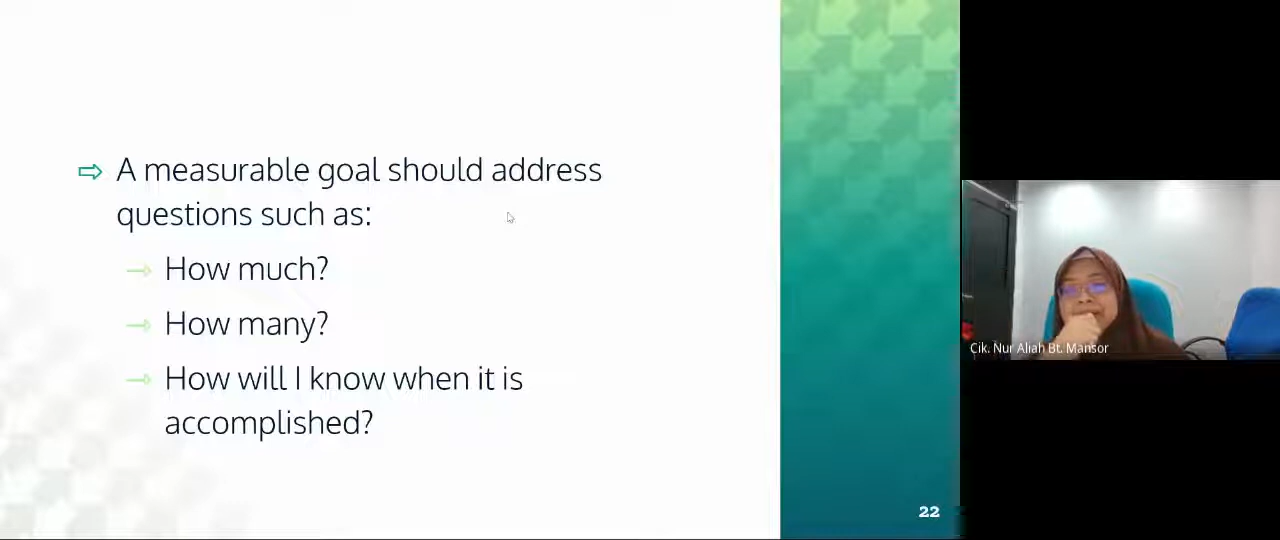 A measurable goal should address
questions such as:
How much?
How many?
How will I know when it is
accomplished?
22
Cik. Nur Aliah Bt. Mansor